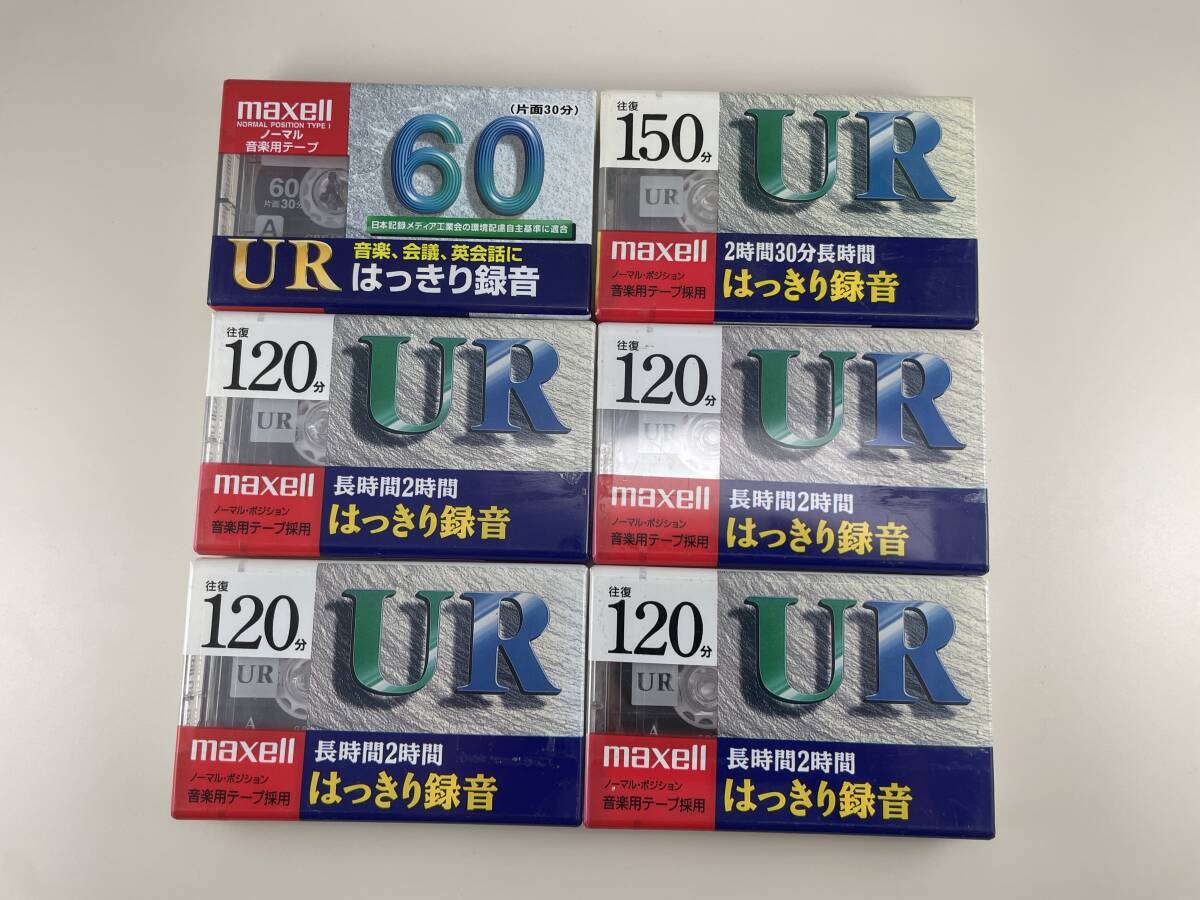 maxell
NORMAL POSITION TYPE I
ノーマル
音楽用テープ
(片面30分)
60
60
片面30分
A
日本記録メディア工業会の環境配慮自主基準に適合
UR
音楽、会議、英会話に
はっきり録音
往復
150分
UR
UR
maxell
ノーマル・ポジション
音楽用テープ採用
2時間30分長時間
はっきり録音
往復
120分
UR
UR
maxell
ノーマル・ポジション
音楽用テープ採用
長時間2時間
はっきり録音
往復
120分
UR
UR
maxell
ノーマル・ポジション
音楽用テープ採用
長時間2時間
はっきり録音
往復
120分
UR
UR
A
maxell
ノーマル・ポジション
音楽用テープ採用
長時間2時間
はっきり録音
往復
120分
UR
UR
A
maxell
ノーマル・ポジション
音楽用テープ採用
長時間2時間
はっきり録音